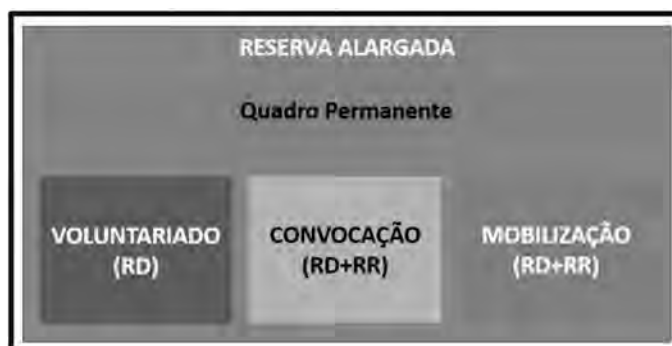 RESERVA ALARGADA
Quadro Permanente
VOLUNTARIADO
(RD)
CONVOCAÇÃO
(RD+RR)
MOBILIZAÇÃO
(RD+RR)